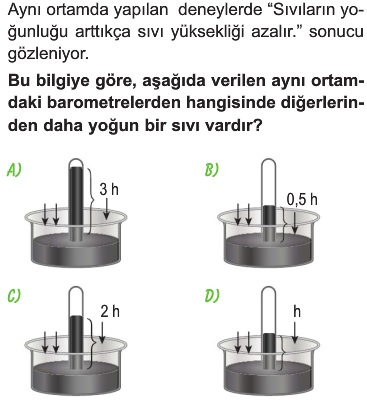 Aynı ortamda yapılan deneylerde “Sıvıların yo-
ğunluğu arttıkça sıvı yüksekliği azalır.” sonucu
gözleniyor.
Bu bilgiye göre, aşağıda verilen aynı ortam-
daki barometrelerden hangisinde diğerlerin-
den daha yoğun bir sıvı vardır?
A)
3 h
B)
0,5 h
C)
2 h
D)
h